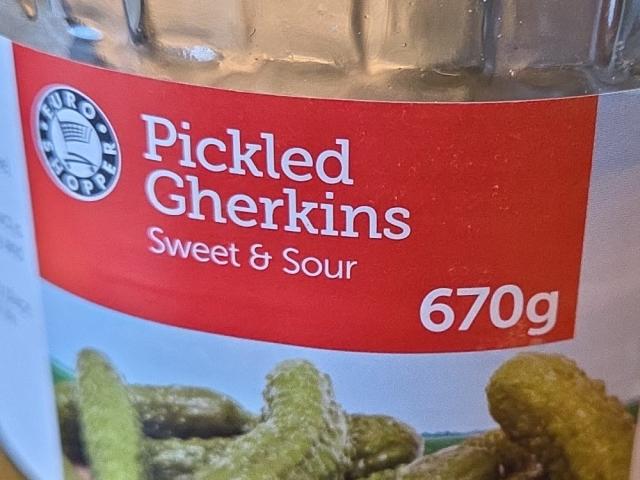 EURO SHOPPER
Pickled
Gherkins
Sweet & Sour
670g